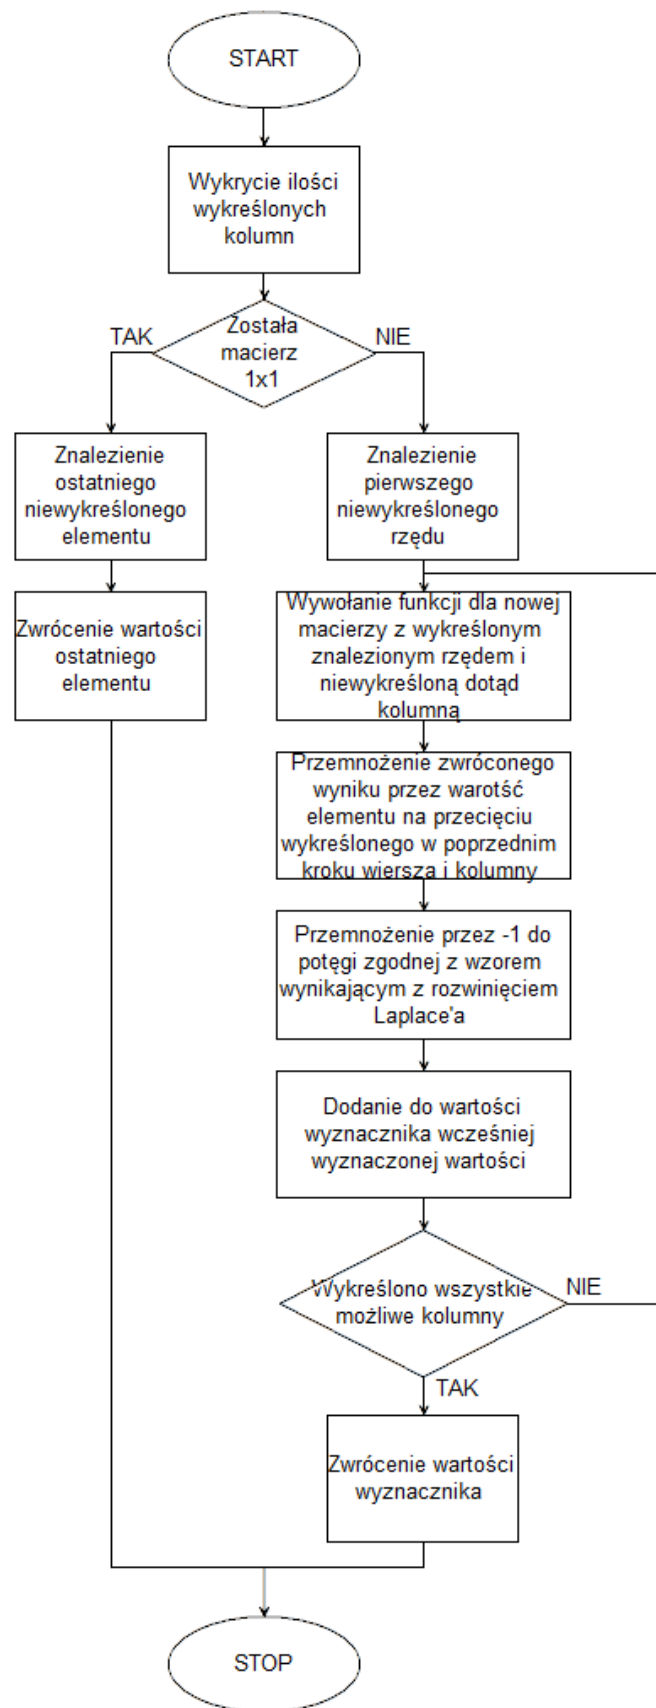 START
Wykrycie ilości
wykreślonych
kolumn
Została
macierz
1x1
TAK
NIE
Znalezienie
ostatniego
niewykreślonego
elementu
Znalezienie
pierwszego
niewykreślonego
rzędu
Zwrócenie wartości
ostatniego
elementu
Wywołanie funkcji dla nowej
macierzy z wykreślonym
znalezionym rzędem i
niewykreśloną dotąd
kolumną
Przemnożenie zwróconego
wyniku przez warotść
elementu na przecięciu
wykreślonego w poprzednim
kroku wiersza i kolumny
Przemnożenie przez -1 do
potęgi zgodnej z wzorem
wynikającym z rozwinięciem
Laplace'a
Dodanie do wartości
wyznacznika wcześniej
wyznaczonej wartości
Wykreślono wszystkie
możliwe kolumny
NIE
TAK
Zwrócenie wartości
wyznacznika
STOP